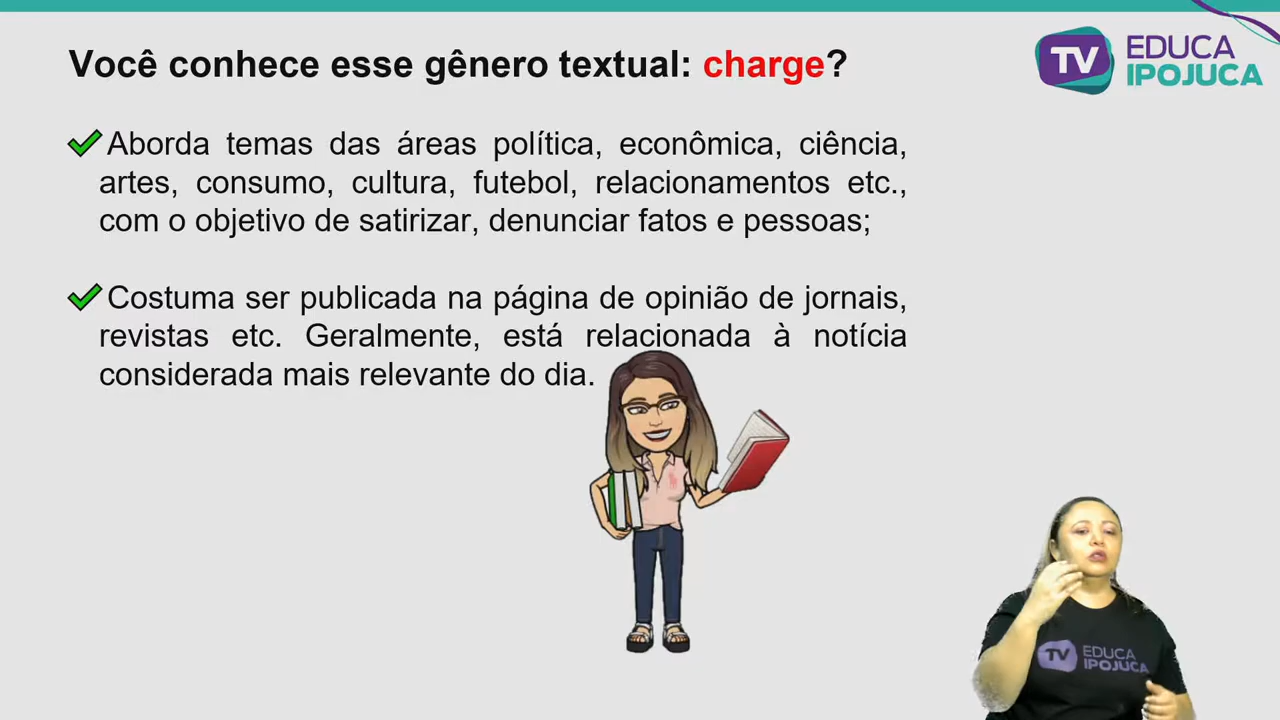 Você conhece esse gênero textual: charge?
TV EDUCA
IPOJUCA
Aborda temas das áreas política, econômica, ciência,
artes, consumo, cultura, futebol, relacionamentos etc.,
com o objetivo de satirizar, denunciar fatos e pessoas;
Costuma ser publicada na página de opinião de jornais,
revistas etc. Geralmente, está relacionada à notícia
considerada mais relevante do dia.
TV EDUCA
IPOJUCA